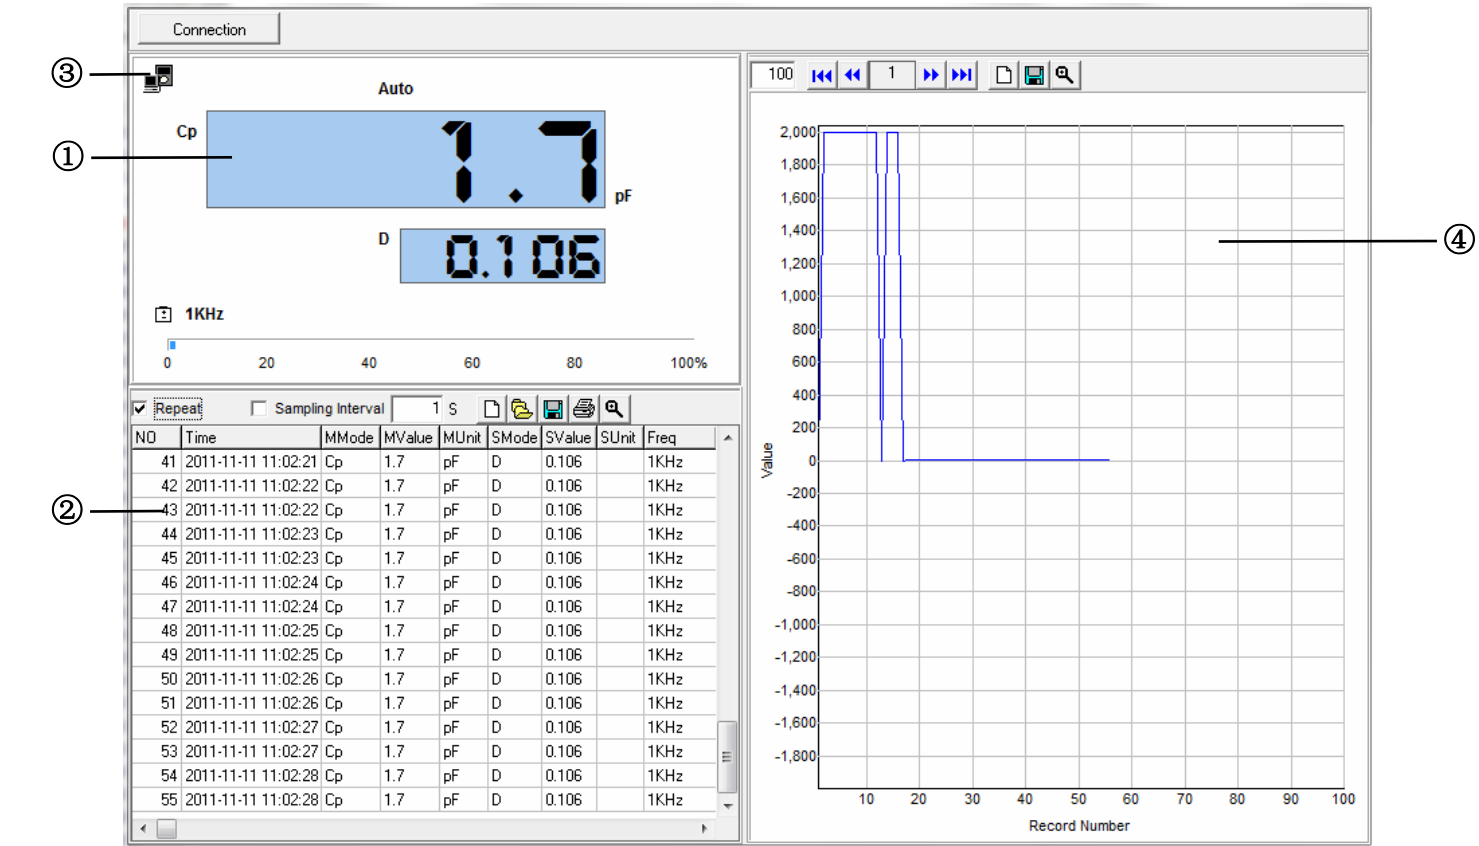 Connection
③
Auto
Cp
①
1.7
pF
D
0.106
1KHz
0 20 40 60 80 100%
Repeat Sampling Interval 1 S
NO Time MMode MValue MUnit SMode SValue SUnit Freq
41 2011-11-11 11:02:21 Cp 1.7 pF D 0.106 1KHz
42 2011-11-11 11:02:22 Cp 1.7 pF D 0.106 1KHz
②
43 2011-11-11 11:02:22 Cp 1.7 pF D 0.106 1KHz
44 2011-11-11 11:02:23 Cp 1.7 pF D 0.106 1KHz
45 2011-11-11 11:02:23 Cp 1.7 pF D 0.106 1KHz
46 2011-11-11 11:02:24 Cp 1.7 pF D 0.106 1KHz
47 2011-11-11 11:02:24 Cp 1.7 pF D 0.106 1KHz
48 2011-11-11 11:02:25 Cp 1.7 pF D 0.106 1KHz
49 2011-11-11 11:02:25 Cp 1.7 pF D 0.106 1KHz
50 2011-11-11 11:02:26 Cp 1.7 pF D 0.106 1KHz
51 2011-11-11 11:02:26 Cp 1.7 pF D 0.106 1KHz
52 2011-11-11 11:02:27 Cp 1.7 pF D 0.106 1KHz
53 2011-11-11 11:02:27 Cp 1.7 pF D 0.106 1KHz
54 2011-11-11 11:02:28 Cp 1.7 pF D 0.106 1KHz
55 2011-11-11 11:02:28 Cp 1.7 pF D 0.106 1KHz
100 1
2,000
1,800
1,600
1,400
④
1,200
1,000
800
600
400
200
Value
0
-200
-400
-600
-800
-1,000
-1,200
-1,400
-1,600
-1,800
10 20 30 40 50 60 70 80 90 100
Record Number